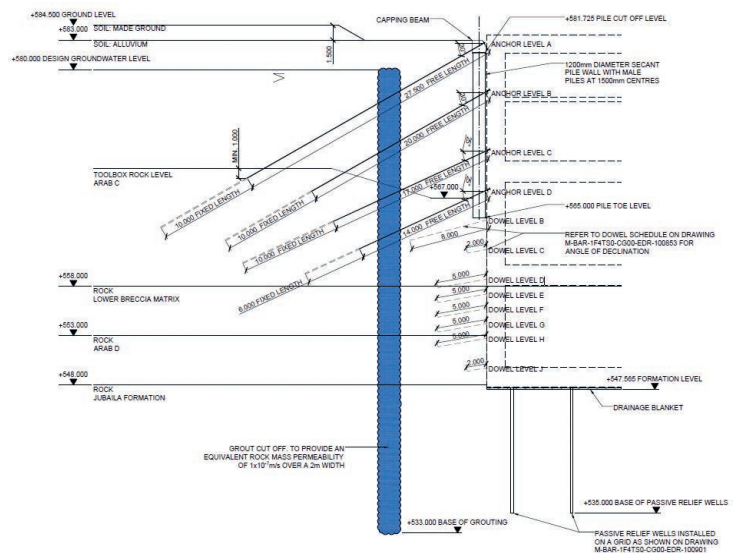 +584.500 GROUND LEVEL
SOIL: MADE GROUND
+583.000
SOIL: ALLUVIUM
+580.000 DESIGN GROUNDWATER LEVEL
1.500
CAPPING BEAM
+581.725 PILE CUT OFF LEVEL
ANCHOR LEVEL A
1200mm DIAMETER SECANT
PILE WALL WITH MALE
PILES AT 1500mm CENTRES
27.500 FREE LENGTH
ANCHOR LEVEL B
20.000 FREE LENGTH
MIN. 1.000
ANCHOR LEVEL C
TOOLBOX ROCK LEVEL
ARAB C
+567.000
ANCHOR LEVEL D
FREE LENGTH
+565.000 PILE TOE LEVEL
10.000 FIXED LENGTH
10.000 FIXED LENGTH
10.000 FIXED LENGTH
14.000 FREE LENGTH
DOWEL LEVEL B
8.000
REFER TO DOWEL SCHEDULE ON DRAWING
M-BAR-1F4TS0-CG00-EDR-100853 FOR
ANGLE OF DECLINATION
2.000
DOWEL LEVEL C
6.000 FIXED LENGTH
+558.000
ROCK
LOWER BRECCIA MATRIX
5.000
DOWEL LEVEL D
5.000
DOWEL LEVEL E
5.000
DOWEL LEVEL F
5.000
DOWEL LEVEL G
+553.000
ROCK
ARAB D
5.000
DOWEL LEVEL H
2.000
DOWEL LEVEL J
+548.000
ROCK
JUBAILA FORMATION
+547.565 FORMATION LEVEL
DRAINAGE BLANKET
GROUT CUT OFF. TO PROVIDE AN
EQUIVALENT ROCK MASS PERMEABILITY
OF 1x10⁻⁷m/s OVER A 2m WIDTH
+535.000 BASE OF PASSIVE RELIEF WELLS
+533.000 BASE OF GROUTING
PASSIVE RELIEF WELLS INSTALLED
ON A GRID AS SHOWN ON DRAWING
M-BAR-1F4TS0-CG00-EDR-100901